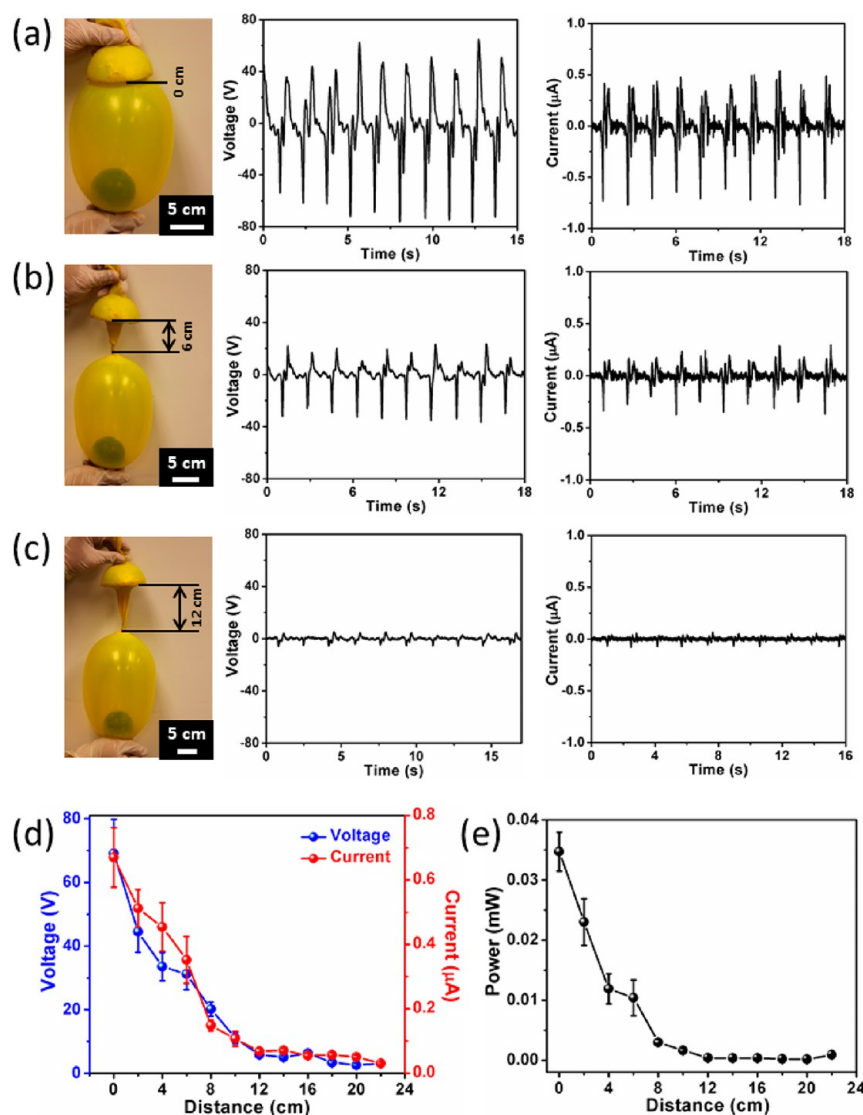 (a)
0 cm
5 cm
Voltage (V)
80
40
0
-40
-80
0
5
10
15
Time (s)
Current (μA)
1.0
0.5
0.0
-0.5
-1.0
0
6
12
18
Time (s)
(b)
6 cm
5 cm
Voltage (V)
80
40
0
-40
-80
0
6
12
18
Time (s)
Current (μA)
1.0
0.5
0.0
-0.5
-1.0
0
6
12
18
Time (s)
(c)
12 cm
5 cm
Voltage (V)
80
40
0
-40
-80
0
5
10
15
Time (s)
Current (μA)
1.0
0.5
0.0
-0.5
-1.0
0
4
8
12
16
Time (s)
(d)
Voltage (V)
80
60
40
20
0
Voltage
Current
0.8
0.6
0.4
0.2
0.0
Current (μA)
0 4 8 12 16 20 24
Distance (cm)
(e)
Power (mW)
0.04
0.03
0.02
0.01
0.00
0 4 8 12 16 20 24
Distance (cm)